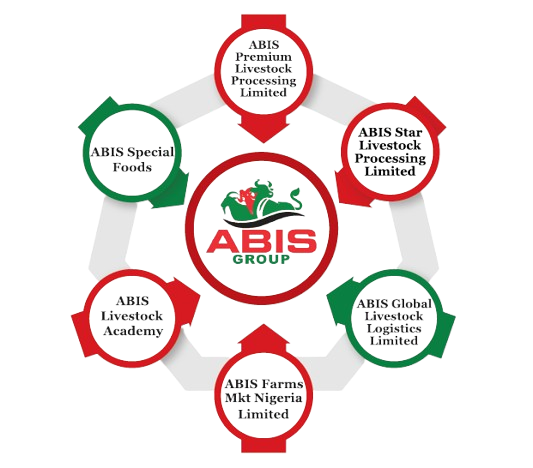 ABIS
Premium
Livestock
Processing
Limited
ABIS Star
Livestock
Processing
Limited
ABIS Special
Foods
ABIS
GROUP
ABIS
Livestock
Academy
ABIS Global
Livestock
Logistics
Limited
ABIS Farms
Mkt Nigeria
Limited